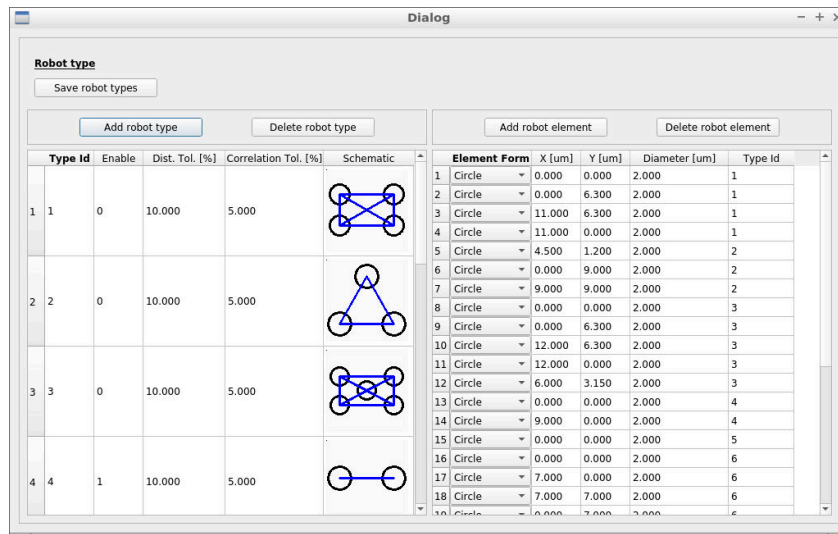 Dialog
Robot type
Save robot types
Add robot type Delete robot type Add robot element Delete robot element
Type Id Enable Dist. Tol. [%] Correlation Tol. [%] Schematic
1 1 0 10.000 5.000
2 2 0 10.000 5.000
3 3 0 10.000 5.000
4 4 1 10.000 5.000
Element Form X [um] Y [um] Diameter [um] Type Id
1 Circle 0.000 0.000 2.000 1
2 Circle 0.000 6.300 2.000 1
3 Circle 11.000 6.300 2.000 1
4 Circle 11.000 0.000 2.000 1
5 Circle 4.500 1.200 2.000 2
6 Circle 0.000 9.000 2.000 2
7 Circle 9.000 9.000 2.000 2
8 Circle 0.000 0.000 2.000 3
9 Circle 0.000 6.300 2.000 3
10 Circle 12.000 6.300 2.000 3
11 Circle 12.000 0.000 2.000 3
12 Circle 6.000 3.150 2.000 3
13 Circle 0.000 0.000 2.000 4
14 Circle 9.000 0.000 2.000 4
15 Circle 0.000 0.000 2.000 5
16 Circle 0.000 0.000 2.000 6
17 Circle 7.000 0.000 2.000 6
18 Circle 7.000 7.000 2.000 6
19 Circle 0.000 7.000 2.000 6